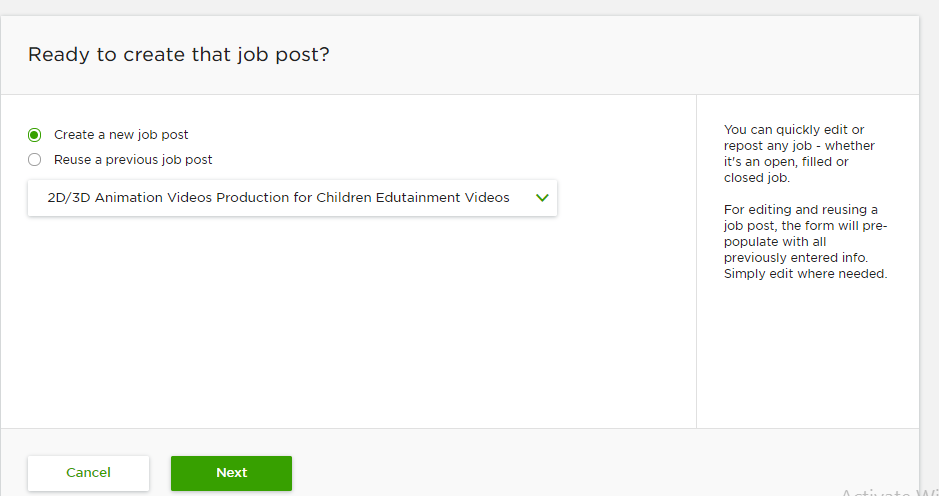 Ready to create that job post?
Create a new job post
Reuse a previous job post
2D/3D Animation Videos Production for Children Edutainment Videos
You can quickly edit or
repost any job - whether
it's an open, filled or
closed job.
For editing and reusing a
job post, the form will pre-
populate with all
previously entered info.
Simply edit where needed.
Cancel
Next